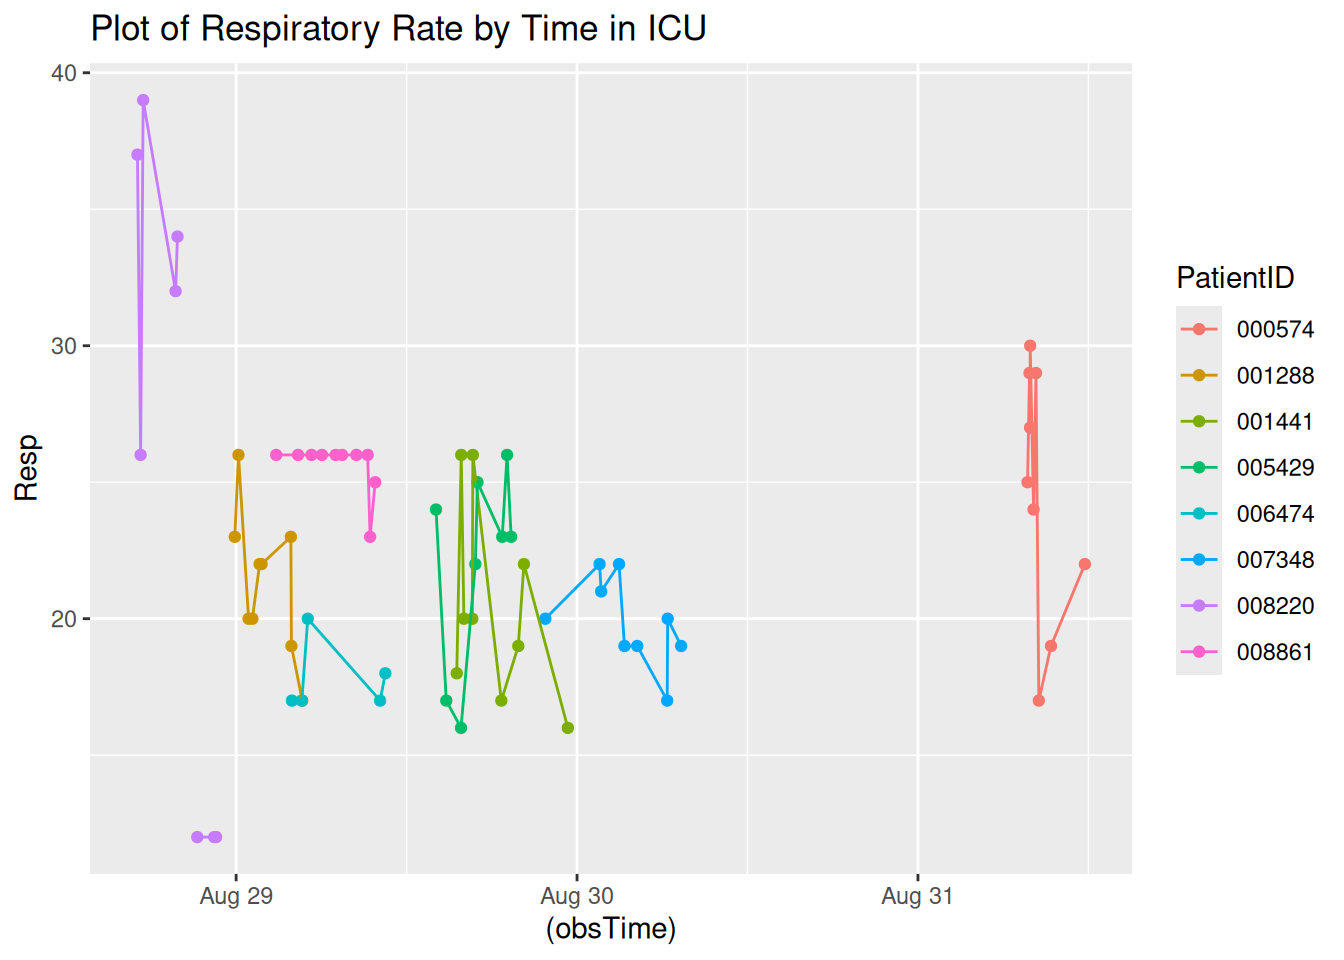 Plot of Respiratory Rate by Time in ICU
40
30
20
Resp
Aug 29
Aug 30
Aug 31
(obsTime)
PatientID
000574
001288
001441
005429
006474
007348
008220
008861